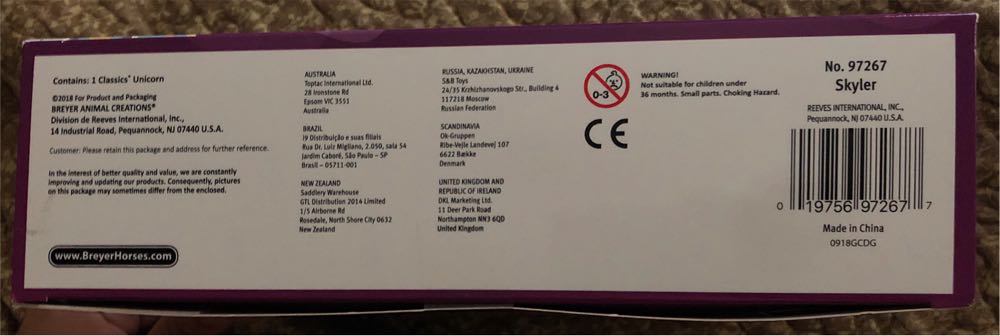 Contains: 1 Classics® Unicorn
©2018 For Product and Packaging
BREYER ANIMAL CREATIONS®
Division de Reeves International, Inc.,
14 Industrial Road, Pequannock, NJ 07440 U.S.A.
Customer: Please retain this package and address for further reference.
In the interest of better quality and value, we are constantly
improving and updating our products. Consequently, pictures
on this package may sometimes differ from the enclosed.
www.BreyerHorses.com
AUSTRALIA
Toptac International Ltd.
28 Ironstone Rd
Epsom VIC 3551
Australia
BRAZIL
I9 Distribuição e suas filiais
Rua Dr. Luiz Migliano, 2.050, sala 54
Jardim Caboré, São Paulo – SP
Brasil – 05711-001
NEW ZEALAND
Saddlery Warehouse
GTL Distribution 2014 Limited
1/5 Airborne Rd
Rosedale, North Shore City 0632
New Zealand
RUSSIA, KAZAKHSTAN, UKRAINE
S&B Toys
24/35 Krzhizhanovskogo Str., Building 4
117218 Moscow
Russian Federation
SCANDINAVIA
Ok-Gruppen
Ribe-Vejle Landevej 107
6622 Bække
Denmark
UNITED KINGDOM AND
REPUBLIC OF IRELAND
DKL Marketing Ltd.
11 Deer Park Road
Northampton NN3 6QD
United Kingdom
0-3
WARNING!
Not suitable for children under
36 months. Small parts. Choking Hazard.
CE
No. 97267
Skyler
REEVES INTERNATIONAL, INC.,
Pequannock, NJ 07440 U.S.A.
0 19756 97267 7
Made in China
0918GCDG